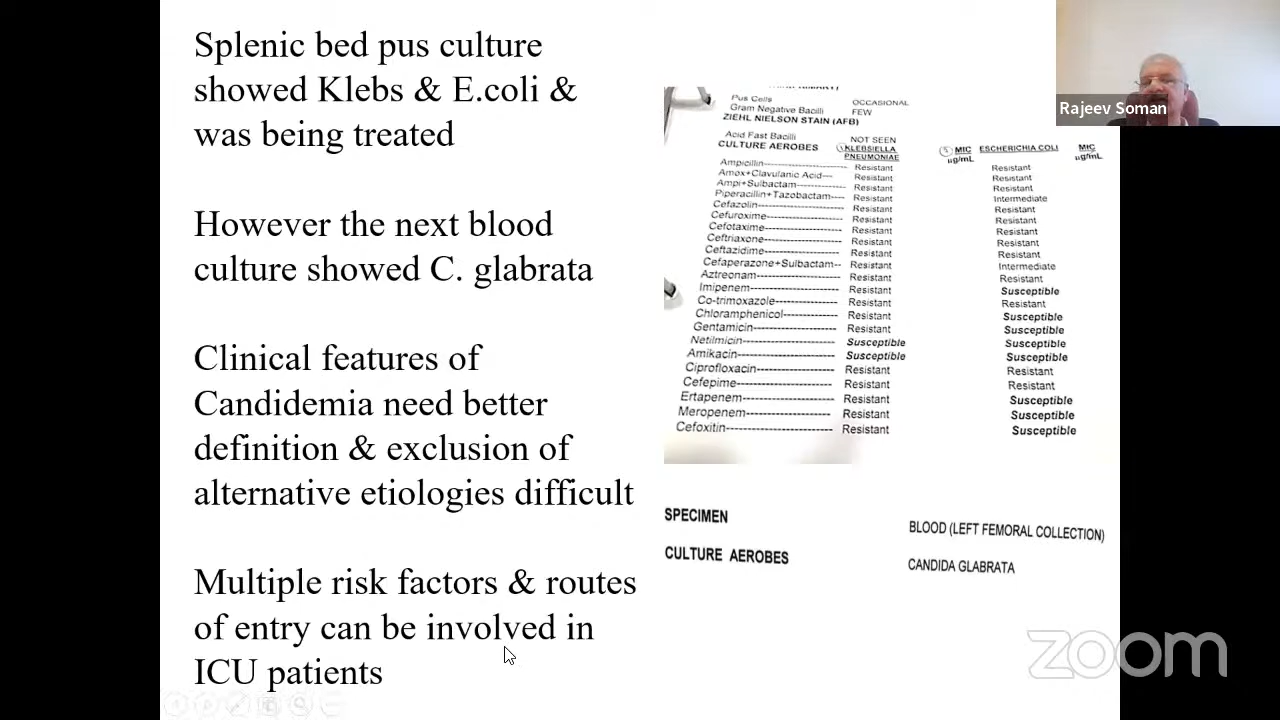 Splenic bed pus culture
showed Klebs & E.coli &
was being treated
However the next blood
culture showed C. glabrata
Clinical features of
Candidemia need better
definition & exclusion of
alternative etiologies difficult
Multiple risk factors & routes
of entry can be involved in
ICU patients
Pus Cells OCCASIONAL
Gram Negative Bacilli FEW
ZIEHL NIELSON STAIN (AFB)
Acid Fast Bacilli NOT SEEN
CULTURE AEROBES KLEBSIELLA PNEUMONIAE MIC µg/mL ESCHERICHIA COLI MIC µg/mL
Ampicillin Resistant Resistant
Amox+Clavulanic Acid Resistant Resistant
Ampi+Sulbactam Resistant Resistant
Piperacillin+Tazobactam Resistant Intermediate
Cefazolin Resistant Resistant
Cefuroxime Resistant Resistant
Cefotaxime Resistant Resistant
Ceftriaxone Resistant Resistant
Ceftazidime Resistant Resistant
Cefaperazone+Sulbactam Resistant Intermediate
Aztreonam Resistant Resistant
Imipenem Resistant Susceptible
Co-trimoxazole Resistant Resistant
Chloramphenicol Resistant Susceptible
Gentamicin Resistant Susceptible
Netilmicin Susceptible Susceptible
Amikacin Susceptible Susceptible
Ciprofloxacin Resistant Resistant
Cefepime Resistant Resistant
Ertapenem Resistant Susceptible
Meropenem Resistant Susceptible
Cefoxitin Resistant Susceptible
SPECIMEN BLOOD (LEFT FEMORAL COLLECTION)
CULTURE AEROBES CANDIDA GLABRATA
Rajeev Soman
zoom